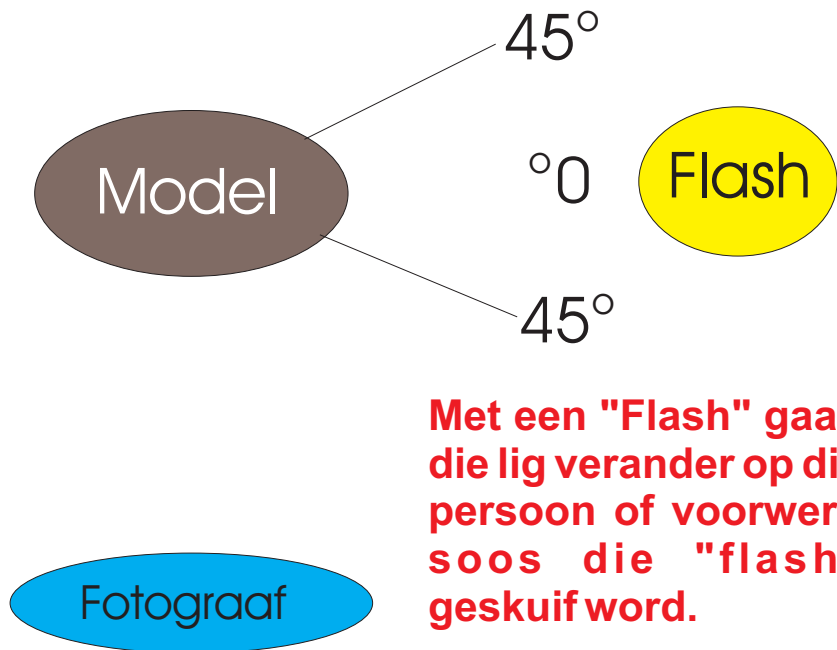 45°
Model
°0
Flash
45°
Met een "Flash" gaa
die lig verander op di
persoon of voorwer
soos die "flash
geskuif word.
Fotograaf